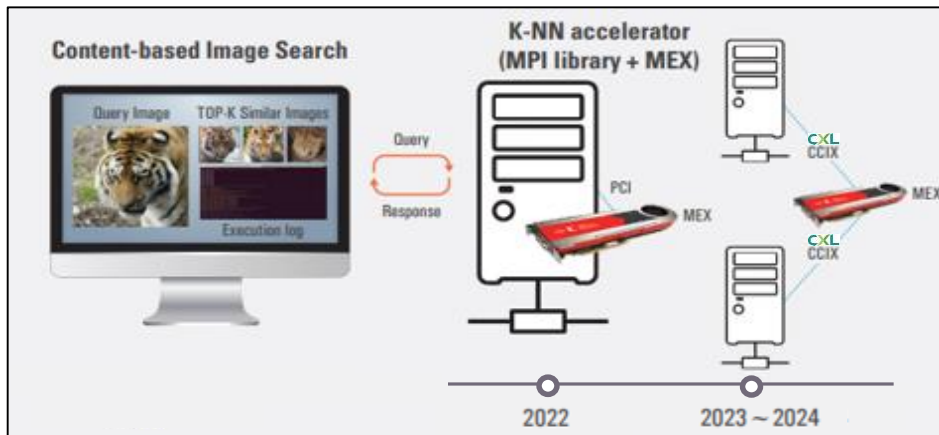 Content-based Image Search
Query Image
TOP-K Similar Images
Execution log
Query
Response
K-NN accelerator
(MPI library + MEX)
PCI
MEX
CXL
CCIX
MEX
CXL
CCIX
2022
2023 ~ 2024